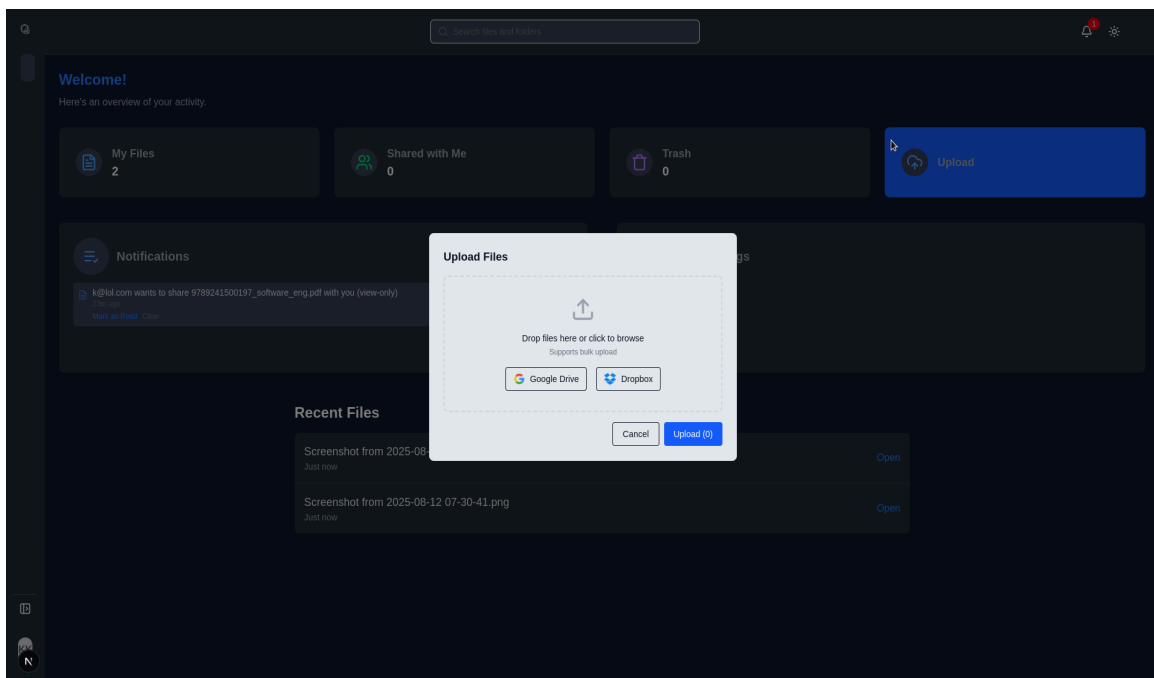 Search files and folders
1
Welcome!
Here's an overview of your activity.
My Files
2
Shared with Me
0
Trash
0
Upload
Notifications
gs
k@lol.com wants to share 9789241500197_software_eng.pdf with you (view-only)
Mark as Read Clear
Upload Files
Drop files here or click to browse
Supports bulk upload
Google Drive
Dropbox
Cancel
Upload (0)
Recent Files
Screenshot from 2025-08-
Just now
Open
Screenshot from 2025-08-12 07-30-41.png
Just now
Open
N